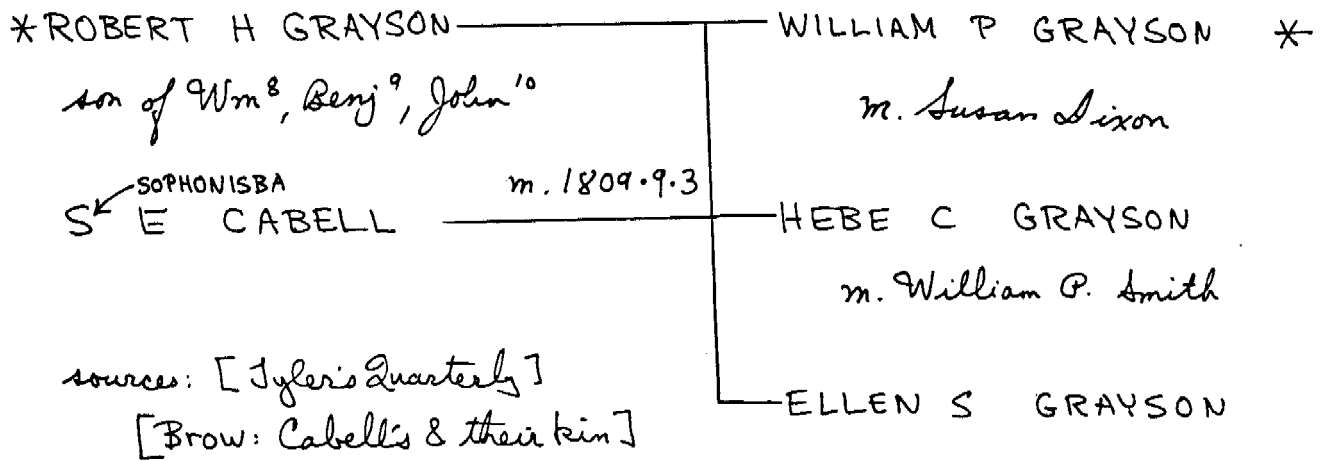 *ROBERT H GRAYSON WILLIAM P GRAYSON *
son of Wm⁸, Benj⁹, John¹⁰ m. Susan Dixon
SOPHONISBA m. 1809.9.3
S E CABELL HEBE C GRAYSON
m. William P. Smith
sources: [Tyler's Quarterly]
ELLEN S GRAYSON
[Brow: Cabell's & their kin]